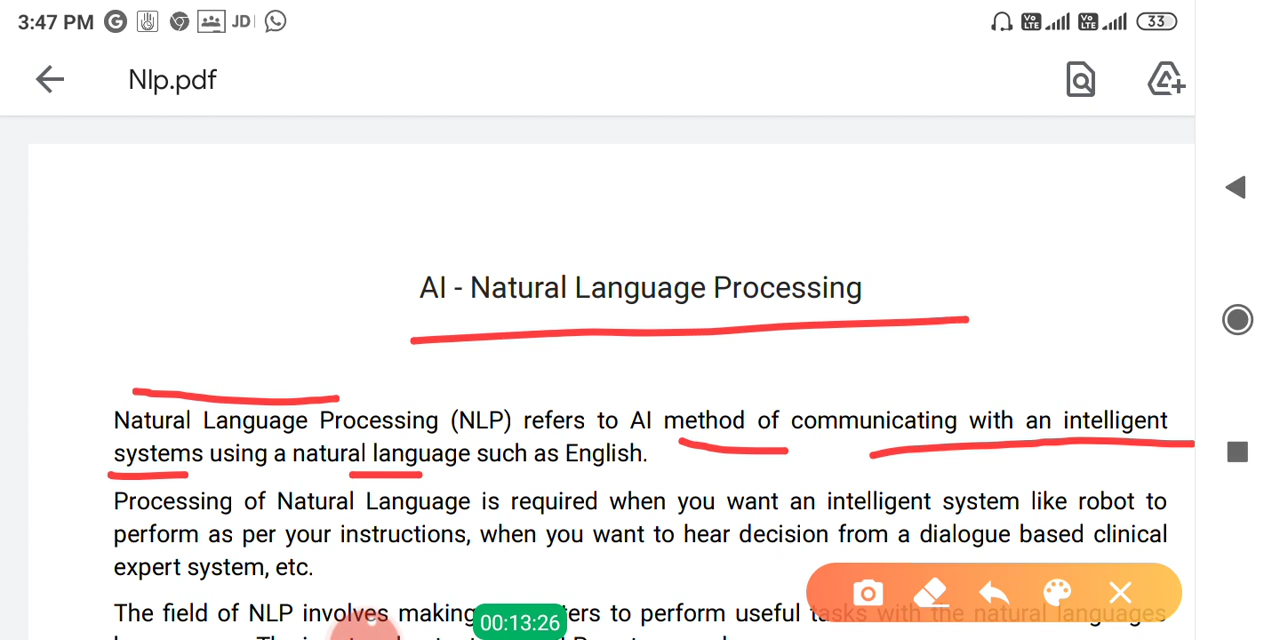 3:47 PM G JD Vo LTE Vo LTE 33
Nlp.pdf
AI - Natural Language Processing
Natural Language Processing (NLP) refers to AI method of communicating with an intelligent
systems using a natural language such as English.
Processing of Natural Language is required when you want an intelligent system like robot to
perform as per your instructions, when you want to hear decision from a dialogue based clinical
expert system, etc.
The field of NLP involves making ters to perform useful tasks with the natural languages
00:13:26